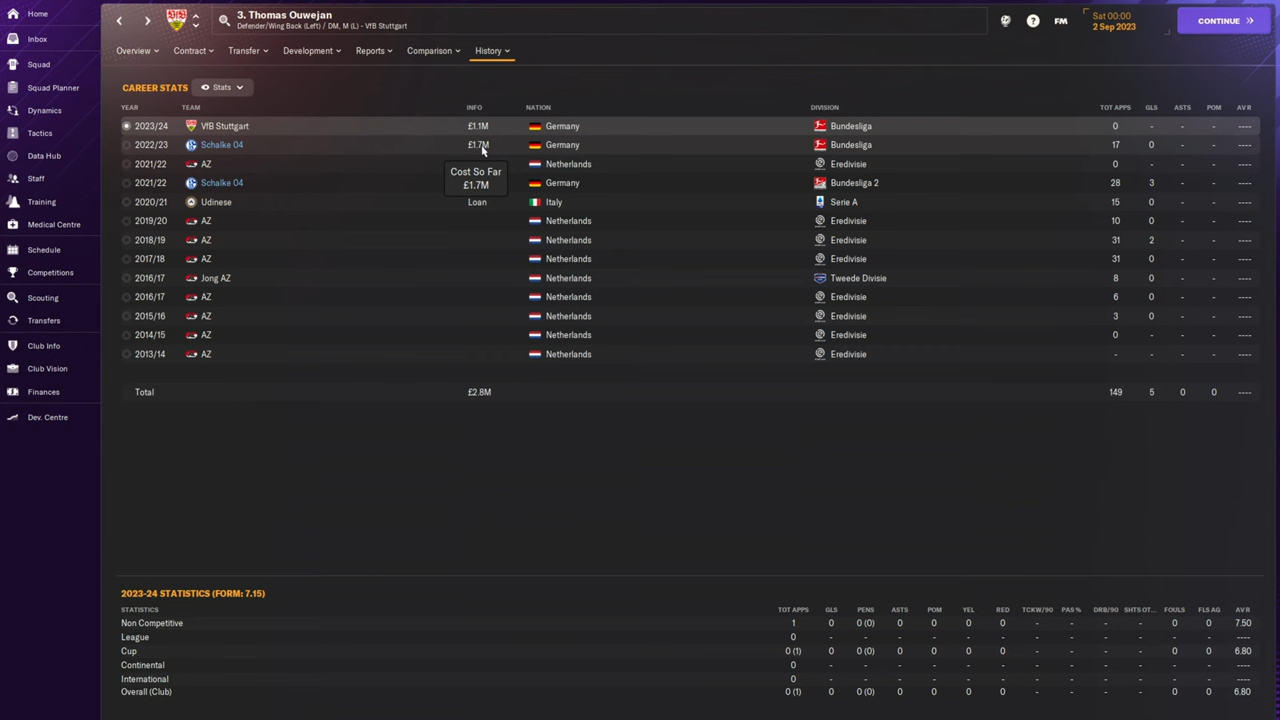 Home
Inbox
Squad
Squad Planner
Dynamics
Tactics
Data Hub
Staff
Training
Medical Centre
Schedule
Competitions
Scouting
Transfers
Club Info
Club Vision
Finances
Dev. Centre
3. Thomas Ouwejan
Defender/Wing Back (Left) / DM, M (L) - VfB Stuttgart
FM
Sat 00:00
2 Sep 2023
CONTINUE
Overview Contract Transfer Development Reports Comparison History
CAREER STATS Stats
YEAR TEAM INFO NATION DIVISION TOT APPS GLS ASTS POM AV R
2023/24 VfB Stuttgart £1.1M Germany Bundesliga 0 - - - ----
2022/23 Schalke 04 £1.7M Germany Bundesliga 17 0 - - ----
2021/22 AZ Netherlands Eredivisie 0 - - - ----
Cost So Far
£1.7M
2021/22 Schalke 04 Germany Bundesliga 2 28 3 - - ----
2020/21 Udinese Loan Italy Serie A 15 0 - - ----
2019/20 AZ Netherlands Eredivisie 10 0 - - ----
2018/19 AZ Netherlands Eredivisie 31 2 - - ----
2017/18 AZ Netherlands Eredivisie 31 0 - - ----
2016/17 Jong AZ Netherlands Tweede Divisie 8 0 - - ----
2016/17 AZ Netherlands Eredivisie 6 0 - - ----
2015/16 AZ Netherlands Eredivisie 3 0 - - ----
2014/15 AZ Netherlands Eredivisie 0 - - - ----
2013/14 AZ Netherlands Eredivisie - - - - ----
Total £2.8M 149 5 0 0 ----
2023-24 STATISTICS (FORM: 7.15)
STATISTICS TOT APPS GLS PENS ASTS POM YEL RED TCKW/90 PAS % DRB/90 SHTS OT... FOULS FLS AG AV R
Non Competitive 1 0 0 (0) 0 0 0 0 - - - - 0 0 7.50
League 0 - - - - - - - - - - - - ----
Cup 0 (1) 0 0 (0) 0 0 0 0 - - - - 0 0 6.80
Continental 0 - - - - - - - - - - - - ----
International 0 - - - - - - - - - - - - ----
Overall (Club) 0 (1) 0 0 (0) 0 0 0 0 - - - - 0 0 6.80